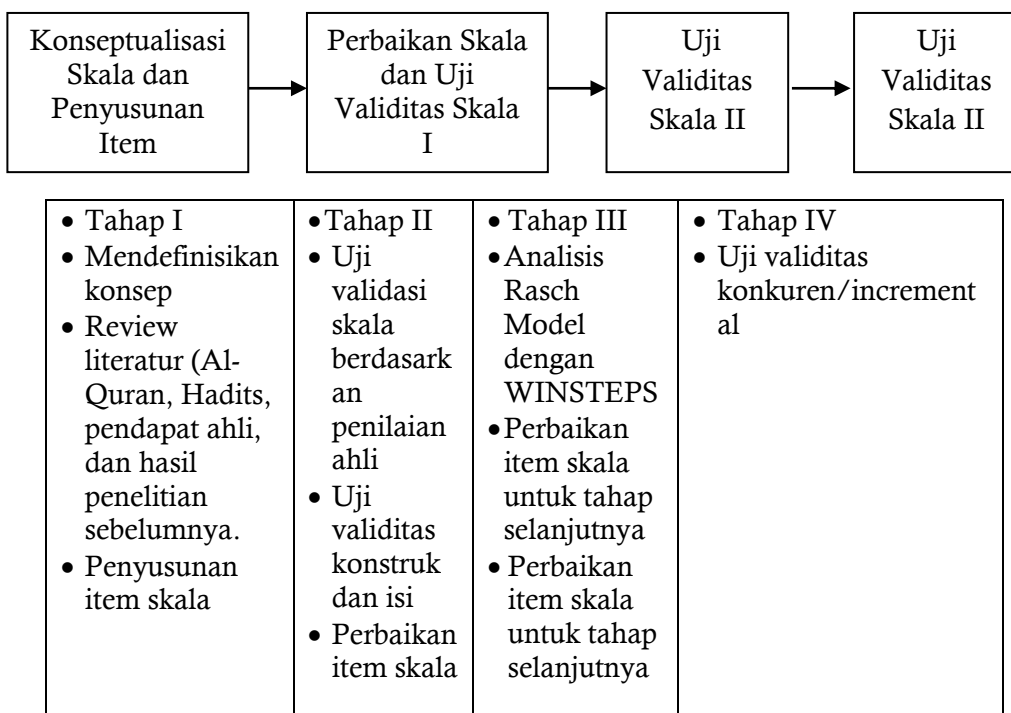 Konseptualisasi
Skala dan
Penyusunan
Item
Perbaikan Skala
dan Uji
Validitas Skala
I
Uji
Validitas
Skala II
Uji
Validitas
Skala II
• Tahap I
• Mendefinisikan
konsep
• Review
literatur (Al-
Quran, Hadits,
pendapat ahli,
dan hasil
penelitian
sebelumnya.
• Penyusunan
item skala
• Tahap II
• Uji
validasi
skala
berdasark
an
penilaian
ahli
• Uji
validitas
konstruk
dan isi
• Perbaikan
item skala
• Tahap III
• Analisis
Rasch
Model
dengan
WINSTEPS
• Perbaikan
item skala
untuk tahap
selanjutnya
• Perbaikan
item skala
untuk tahap
selanjutnya
• Tahap IV
• Uji validitas
konkuren/increment
al